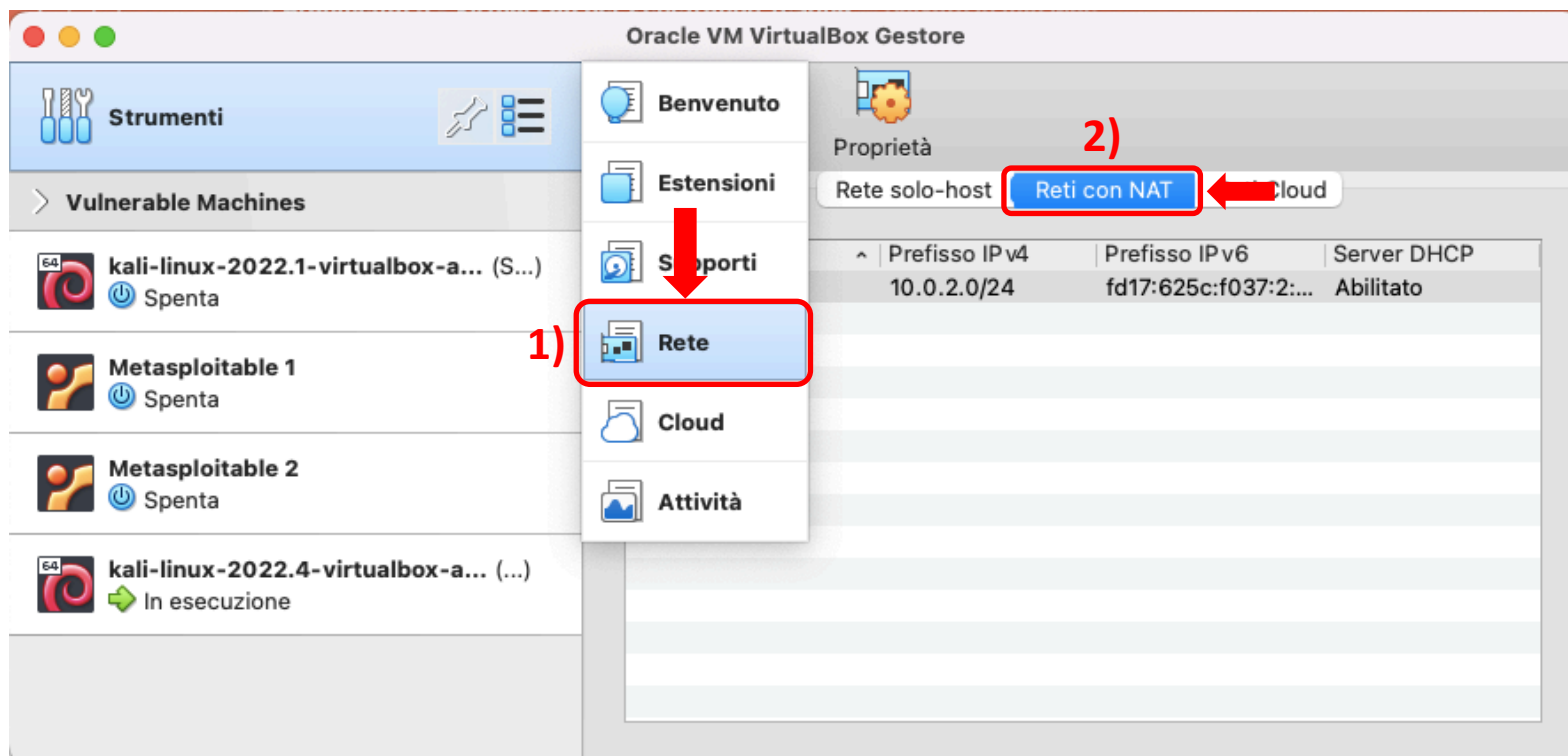 Oracle VM VirtualBox Gestore
Strumenti
Vulnerable Machines
64
kali-linux-2022.1-virtualbox-a... (S...)
Spenta
Metasploitable 1
Spenta
Metasploitable 2
Spenta
64
kali-linux-2022.4-virtualbox-a... (...)
In esecuzione
Benvenuto
Estensioni
1)
Rete
Cloud
Attività
Proprietà
2)
Rete solo-host
Reti con NAT
Cloud
Prefisso IPv4 Prefisso IPv6 Server DHCP
10.0.2.0/24 fd17:625c:f037:2:... Abilitato